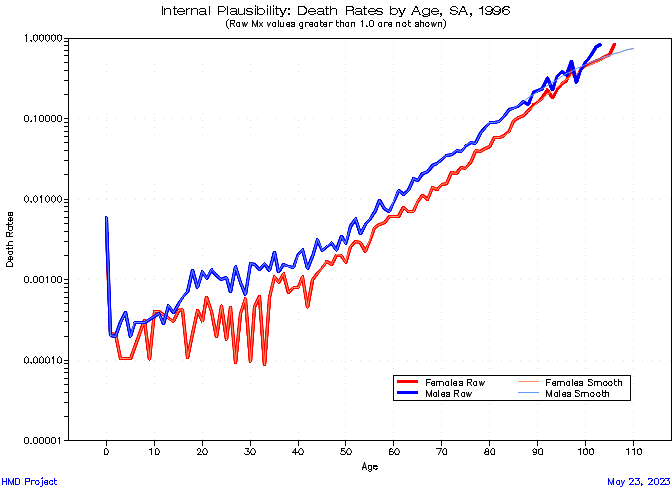 Internal Plausibility: Death Rates by Age, SA, 1996
(Raw Mx values greater than 1.0 are not shown)
1.00000
0.10000
0.01000
0.00100
0.00010
0.00001
Death Rates
0 10 20 30 40 50 60 70 80 90 100 110
Age
Females Raw Females Smooth
Males Raw Males Smooth
HMD Project May 23, 2023